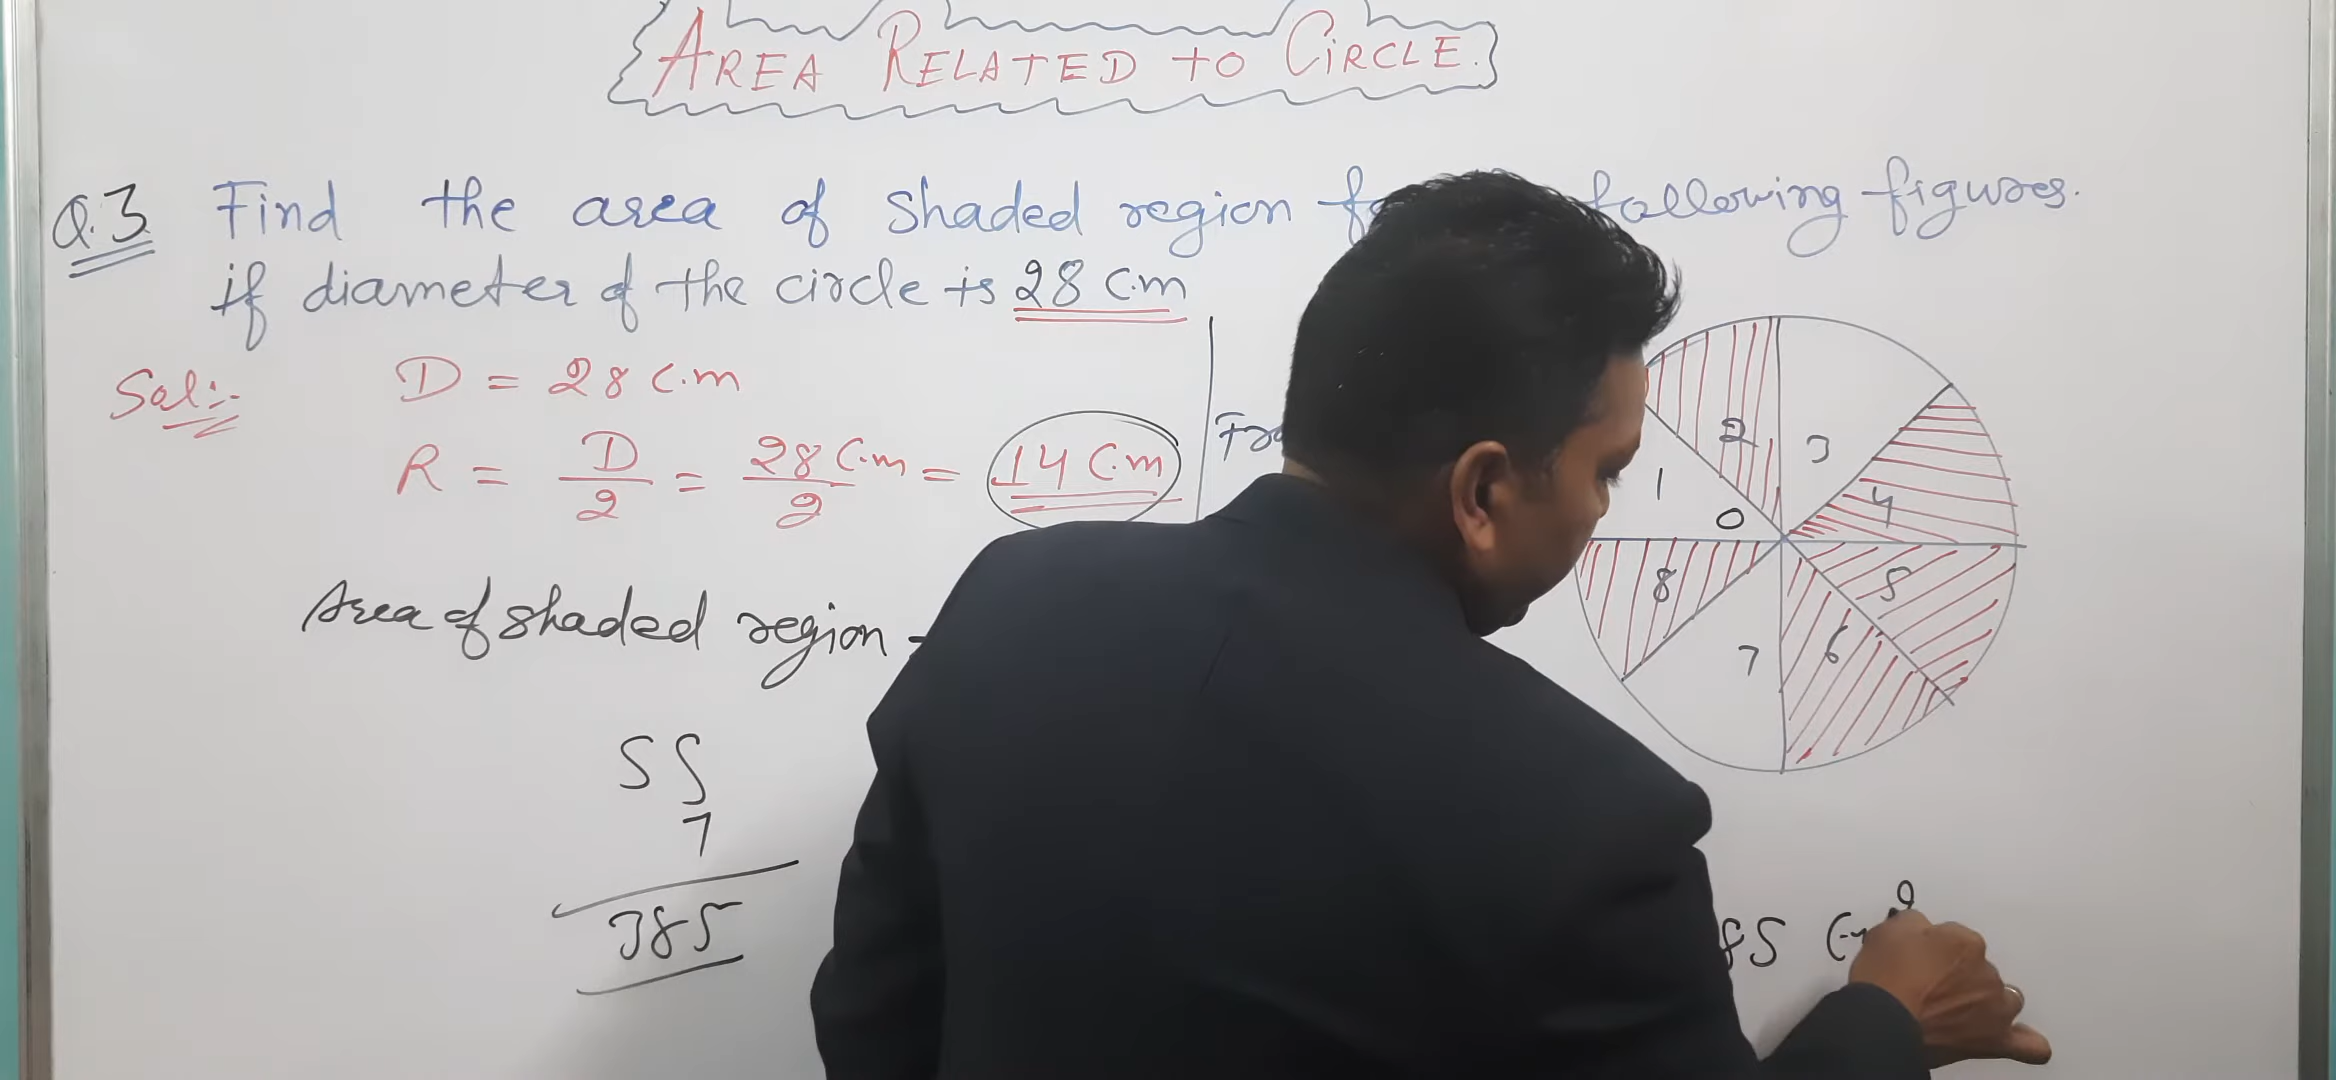 AREA RELATED TO CIRCLE.
Q.3 Find the area of shaded region following figures.
if diameter of the circle is 28 C.m
Sol:-
D = 28 C.m
R = D/2 = 28 C.m/2 = 14 C.m
Area of shaded region
2
3
1
4
O
8
5
7
6
55
7
385
85 Cm²